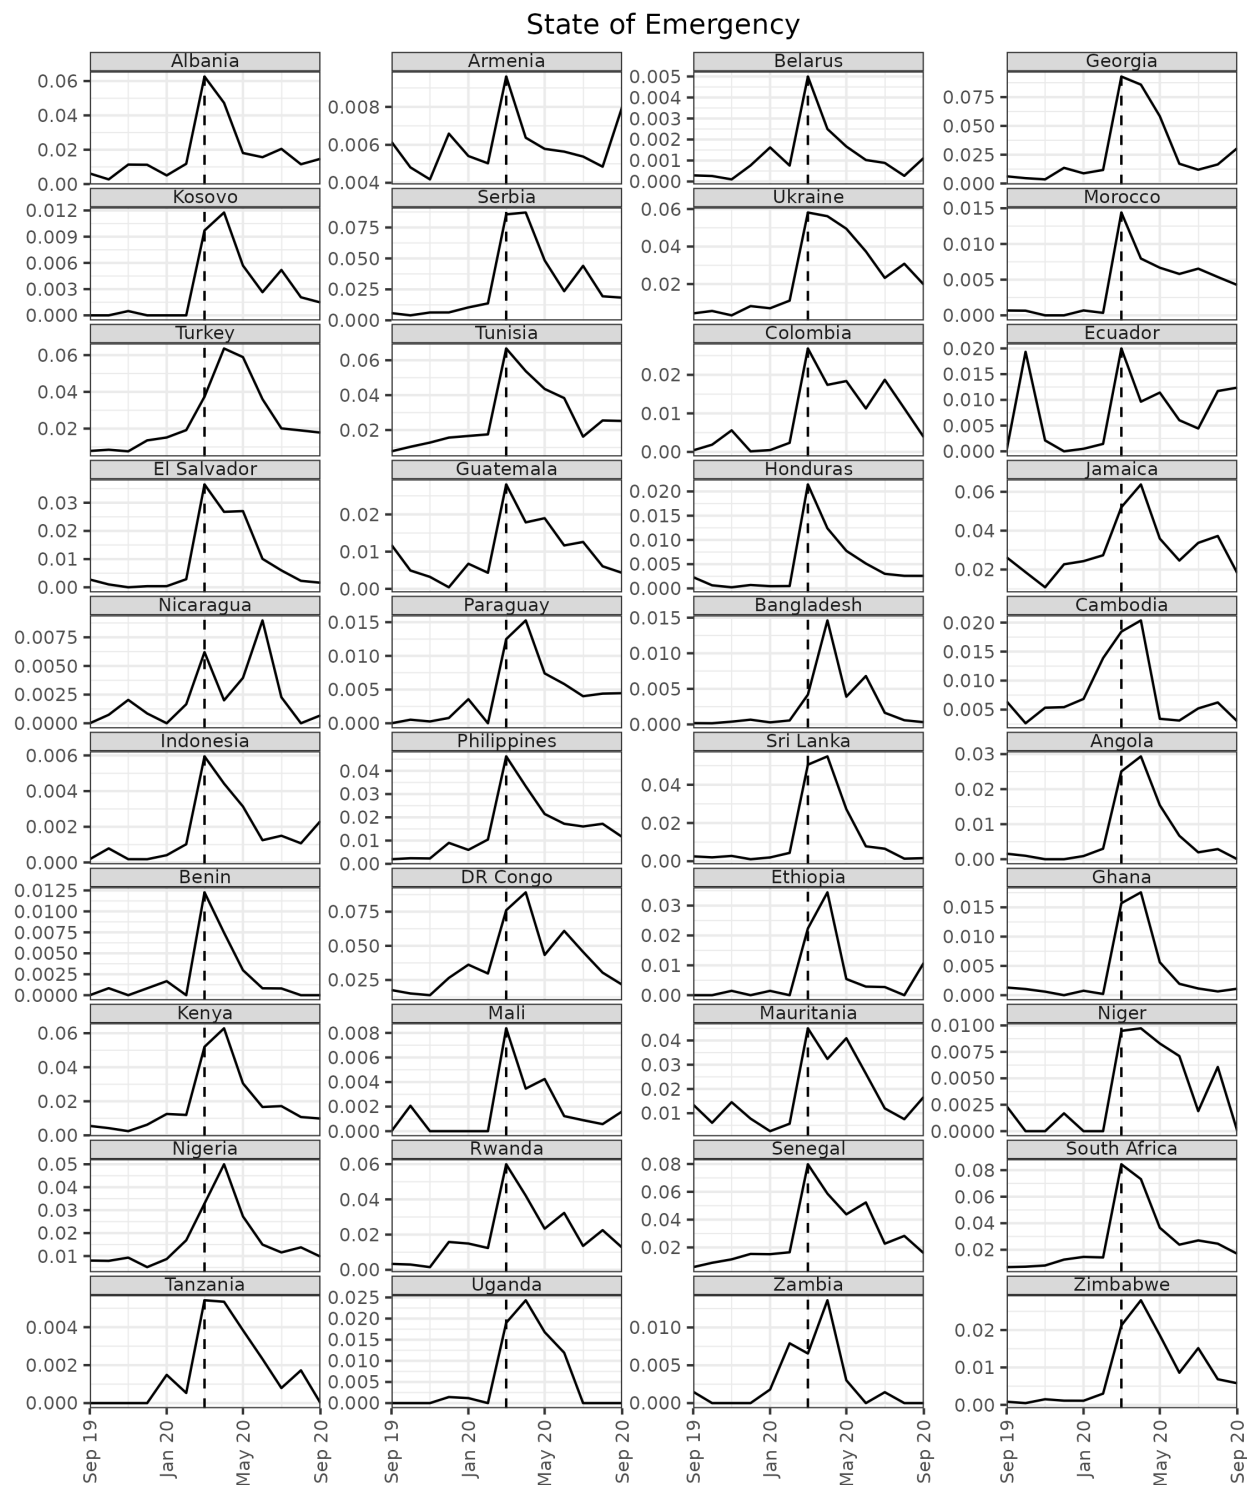 State of Emergency
Albania Armenia Belarus Georgia
0.06 0.04 0.02 0.00
0.008 0.006 0.004
0.005 0.004 0.003 0.002 0.001 0.000
0.075 0.050 0.025 0.000
Kosovo Serbia Ukraine Morocco
0.012 0.009 0.006 0.003 0.000
0.075 0.050 0.025 0.000
0.06 0.04 0.02
0.015 0.010 0.005 0.000
Turkey Tunisia Colombia Ecuador
0.06 0.04 0.02
0.06 0.04 0.02
0.02 0.01 0.00
0.020 0.015 0.010 0.005 0.000
El Salvador Guatemala Honduras Jamaica
0.03 0.02 0.01 0.00
0.02 0.01 0.00
0.020 0.015 0.010 0.005 0.000
0.06 0.04 0.02
Nicaragua Paraguay Bangladesh Cambodia
0.0075 0.0050 0.0025 0.0000
0.015 0.010 0.005 0.000
0.015 0.010 0.005 0.000
0.020 0.015 0.010 0.005
Indonesia Philippines Sri Lanka Angola
0.006 0.004 0.002 0.000
0.04 0.03 0.02 0.01 0.00
0.04 0.02 0.00
0.03 0.02 0.01 0.00
Benin DR Congo Ethiopia Ghana
0.0125 0.0100 0.0075 0.0050 0.0025 0.0000
0.075 0.050 0.025
0.03 0.02 0.01 0.00
0.015 0.010 0.005 0.000
Kenya Mali Mauritania Niger
0.06 0.04 0.02 0.00
0.008 0.006 0.004 0.002 0.000
0.04 0.03 0.02 0.01
0.0100 0.0075 0.0050 0.0025 0.0000
Nigeria Rwanda Senegal South Africa
0.05 0.04 0.03 0.02 0.01
0.06 0.04 0.02 0.00
0.08 0.06 0.04 0.02
0.08 0.06 0.04 0.02
Tanzania Uganda Zambia Zimbabwe
0.004 0.002 0.000
0.025 0.020 0.015 0.010 0.005 0.000
0.010 0.005 0.000
0.02 0.01 0.00
Sep 19 Jan 20 May 20 Sep 20
Sep 19 Jan 20 May 20 Sep 20
Sep 19 Jan 20 May 20 Sep 20
Sep 19 Jan 20 May 20 Sep 20